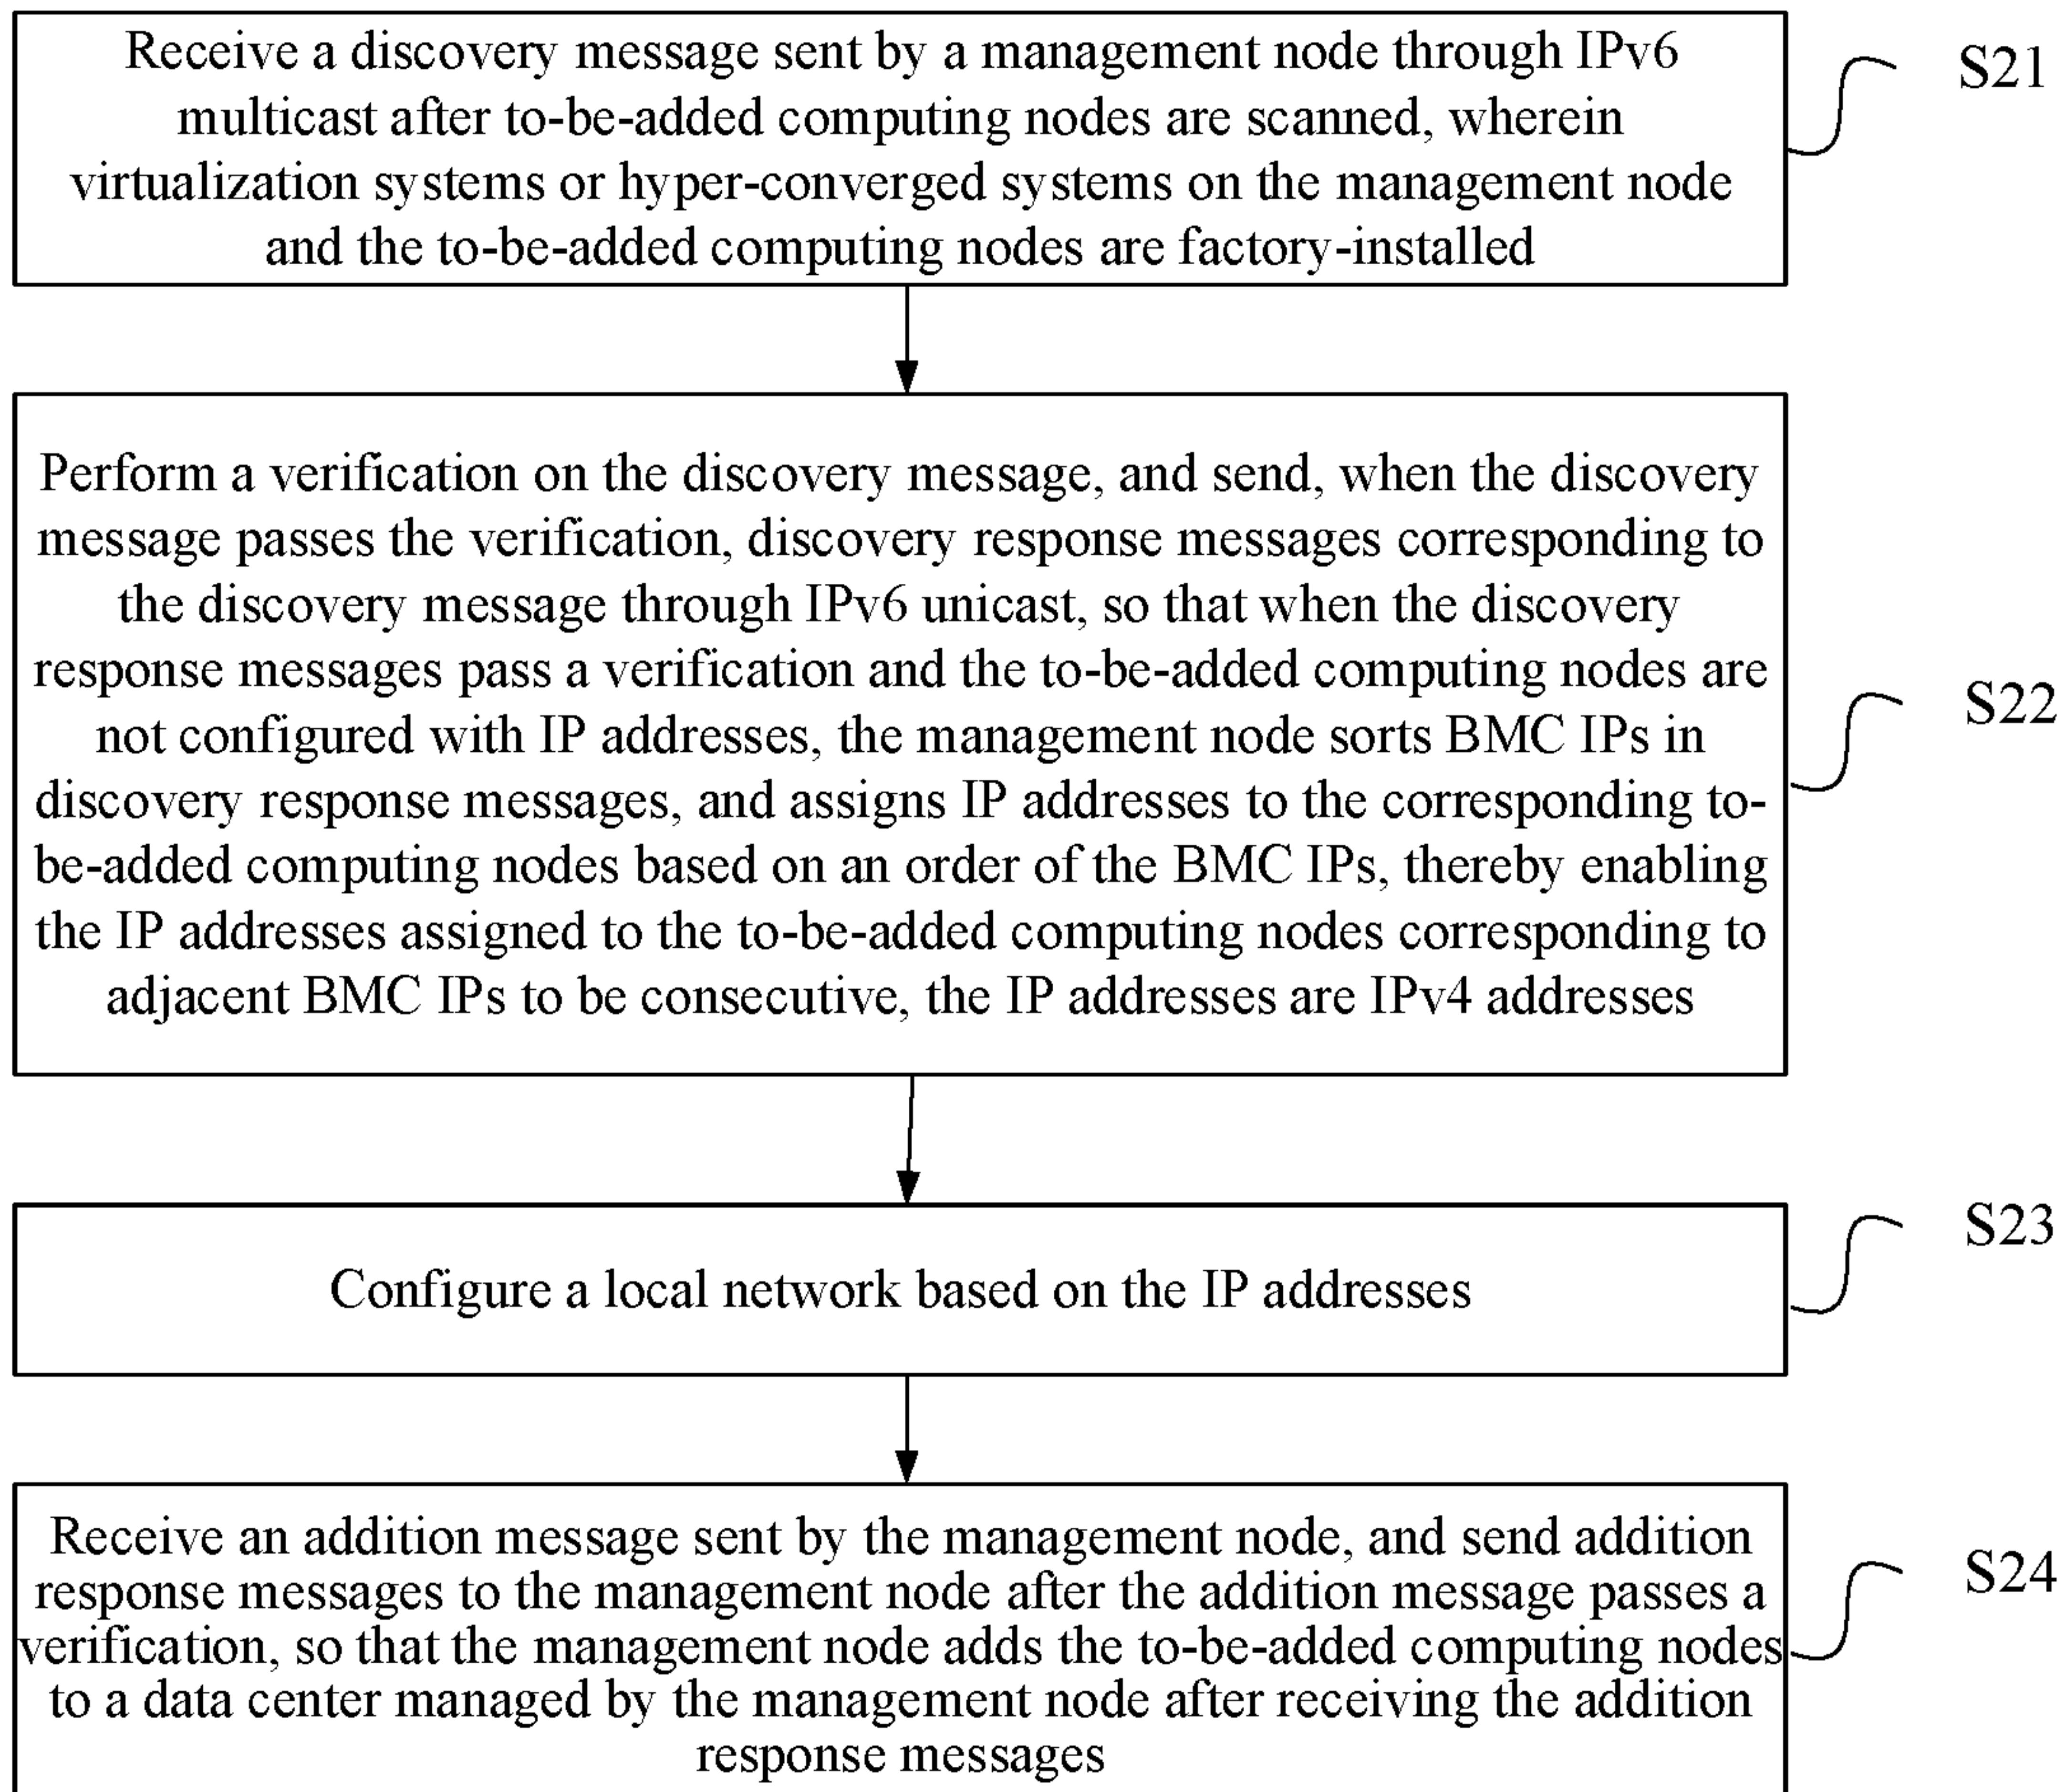 Receive a discovery message sent by a management node through IPv6
multicast after to-be-added computing nodes are scanned, wherein
virtualization systems or hyper-converged systems on the management node
and the to-be-added computing nodes are factory-installed
S21
Perform a verification on the discovery message, and send, when the discovery
message passes the verification, discovery response messages corresponding to
the discovery message through IPv6 unicast, so that when the discovery
response messages pass a verification and the to-be-added computing nodes are
not configured with IP addresses, the management node sorts BMC IPs in
discovery response messages, and assigns IP addresses to the corresponding to-
be-added computing nodes based on an order of the BMC IPs, thereby enabling
the IP addresses assigned to the to-be-added computing nodes corresponding to
adjacent BMC IPs to be consecutive, the IP addresses are IPv4 addresses
S22
Configure a local network based on the IP addresses
S23
Receive an addition message sent by the management node, and send addition
response messages to the management node after the addition message passes a
verification, so that the management node adds the to-be-added computing nodes
to a data center managed by the management node after receiving the addition
response messages
S24